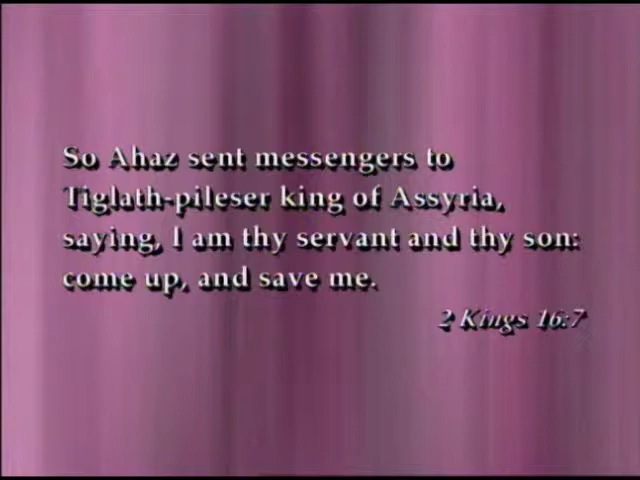 So Ahaz sent messengers to
Tiglath-pileser king of Assyria,
saying, I am thy servant and thy son:
come up, and save me.
2 Kings 16:7